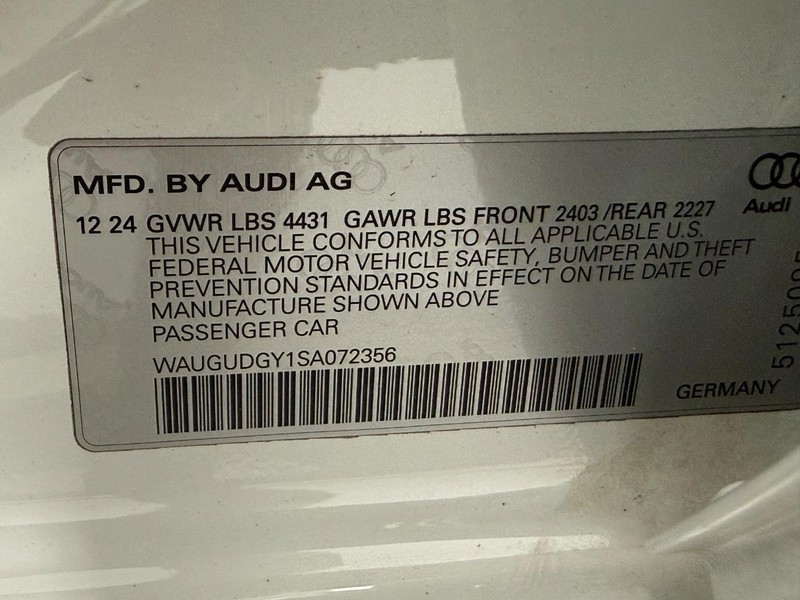 MFD. BY AUDI AG
Audi
12 24 GVWR LBS 4431 GAWR LBS FRONT 2403 /REAR 2227
THIS VEHICLE CONFORMS TO ALL APPLICABLE U.S.
FEDERAL MOTOR VEHICLE SAFETY, BUMPER AND THEFT
PREVENTION STANDARDS IN EFFECT ON THE DATE OF
MANUFACTURE SHOWN ABOVE
PASSENGER CAR
WAUGUDGY1SA072356
GERMANY